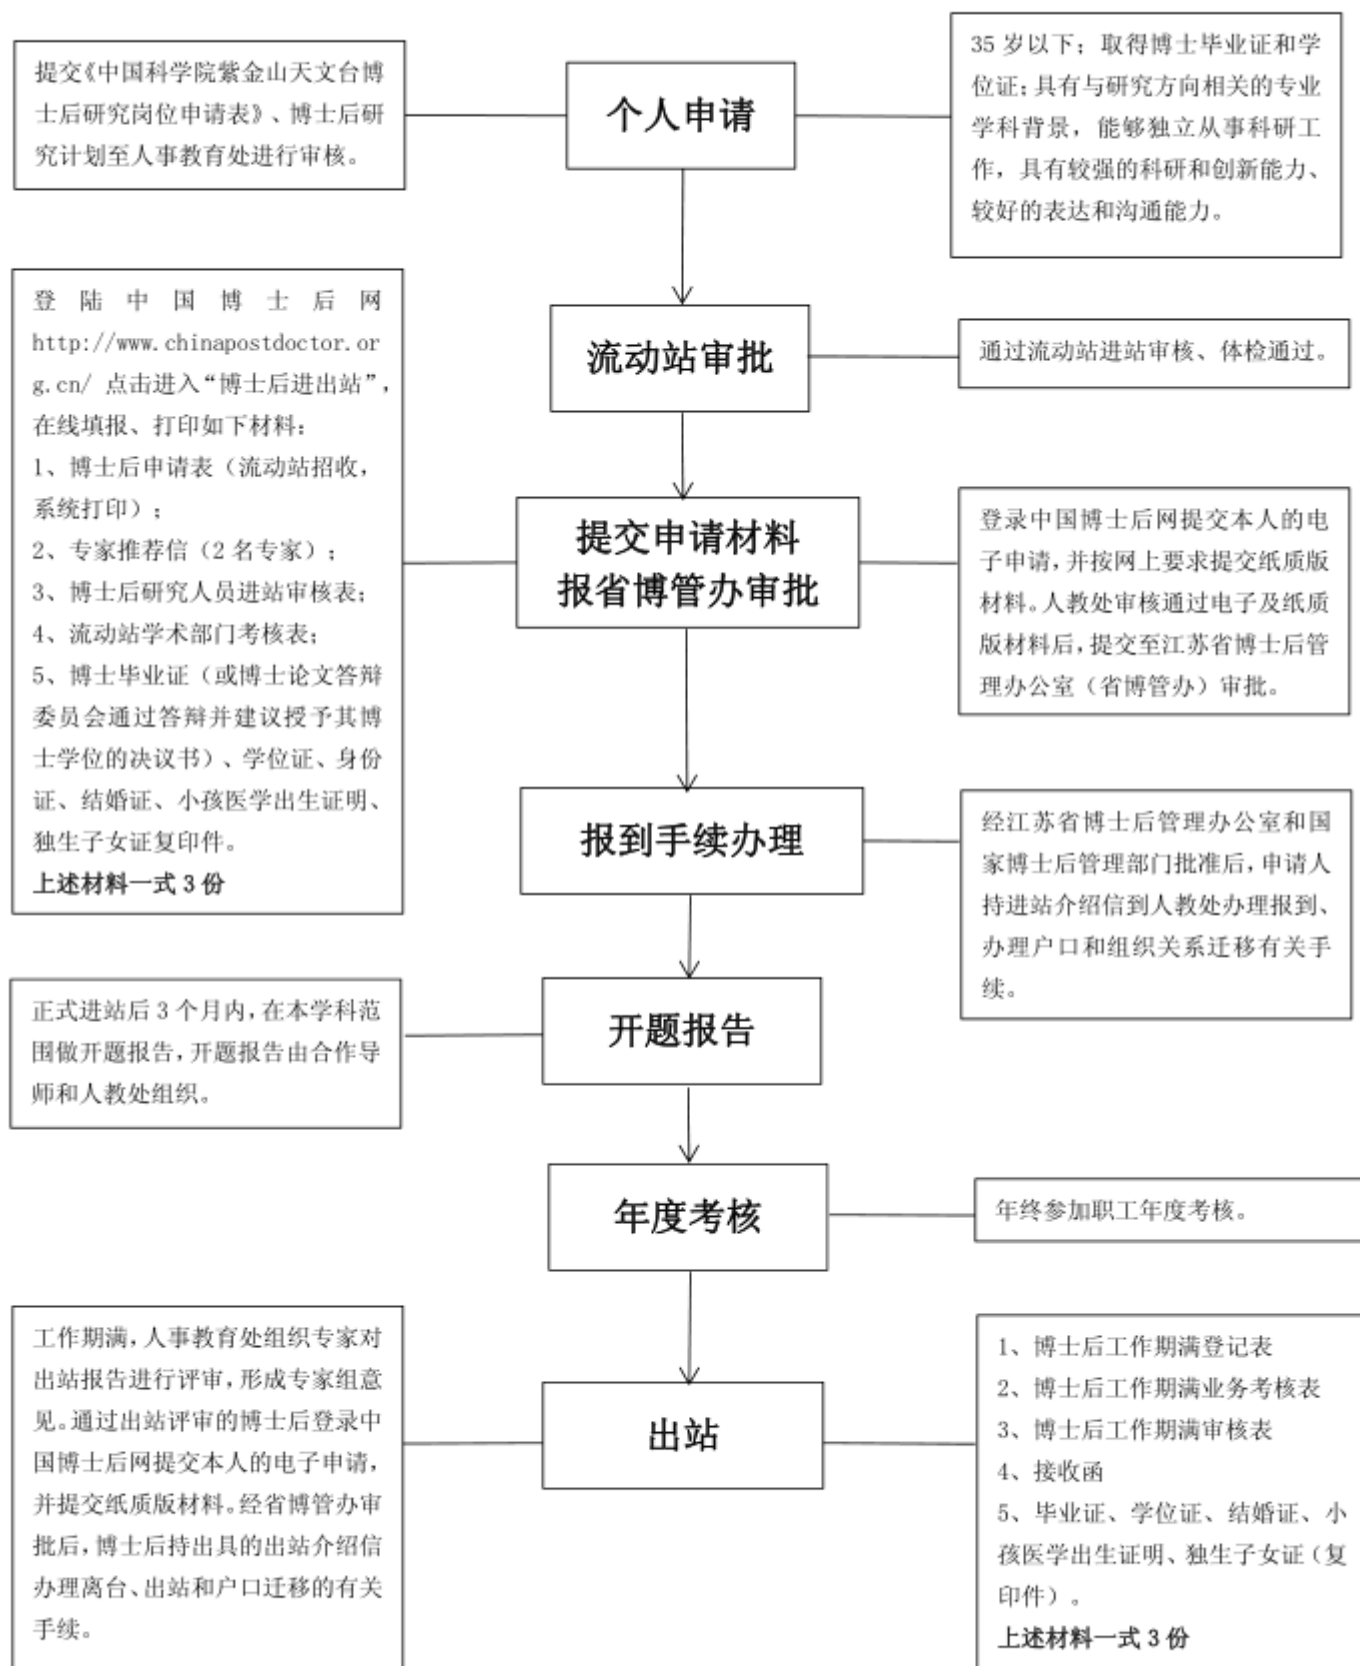 提交《中国科学院紫金山天文台博
士后研究岗位申请表》、博士后研
究计划至人事教育处进行审核。
个人申请
35 岁以下；取得博士毕业证和学
位证；具有与研究方向相关的专业
学科背景，能够独立从事科研工
作，具有较强的科研和创新能力、
较好的表达和沟通能力。
流动站审批
通过流动站进站审核、体检通过。
登陆中国博士后网
http://www.chinapostdoctor.or
g.cn/ 点击进入“博士后进出站”，
在线填报、打印如下材料：
1、博士后申请表（流动站招收，
系统打印）；
2、专家推荐信（2 名专家）；
3、博士后研究人员进站审核表；
4、流动站学术部门考核表；
5、博士毕业证（或博士论文答辩
委员会通过答辩并建议授予其博
士学位的决议书）、学位证、身份
证、结婚证、小孩医学出生证明、
独生子女证复印件。
上述材料一式 3 份
提交申请材料
报省博管办审批
登录中国博士后网提交本人的电
子申请，并按网上要求提交纸质版
材料。人教处审核通过电子及纸质
版材料后，提交至江苏省博士后管
理办公室（省博管办）审批。
报到手续办理
经江苏省博士后管理办公室和国
家博士后管理部门批准后，申请人
持进站介绍信到人教处办理报到、
办理户口和组织关系迁移有关手
续。
正式进站后 3 个月内，在本学科范
围做开题报告，开题报告由合作导
师和人教处组织。
开题报告
年度考核
年终参加职工年度考核。
工作期满，人事教育处组织专家对
出站报告进行评审，形成专家组意
见。通过出站评审的博士后登录中
国博士后网提交本人的电子申请，
并提交纸质版材料。经省博管办审
批后，博士后持出具的出站介绍信
办理离台、出站和户口迁移的有关
手续。
出站
1、博士后工作期满登记表
2、博士后工作期满业务考核表
3、博士后工作期满审核表
4、接收函
5、毕业证、学位证、结婚证、小
孩医学出生证明、独生子女证（复
印件）。
上述材料一式 3 份